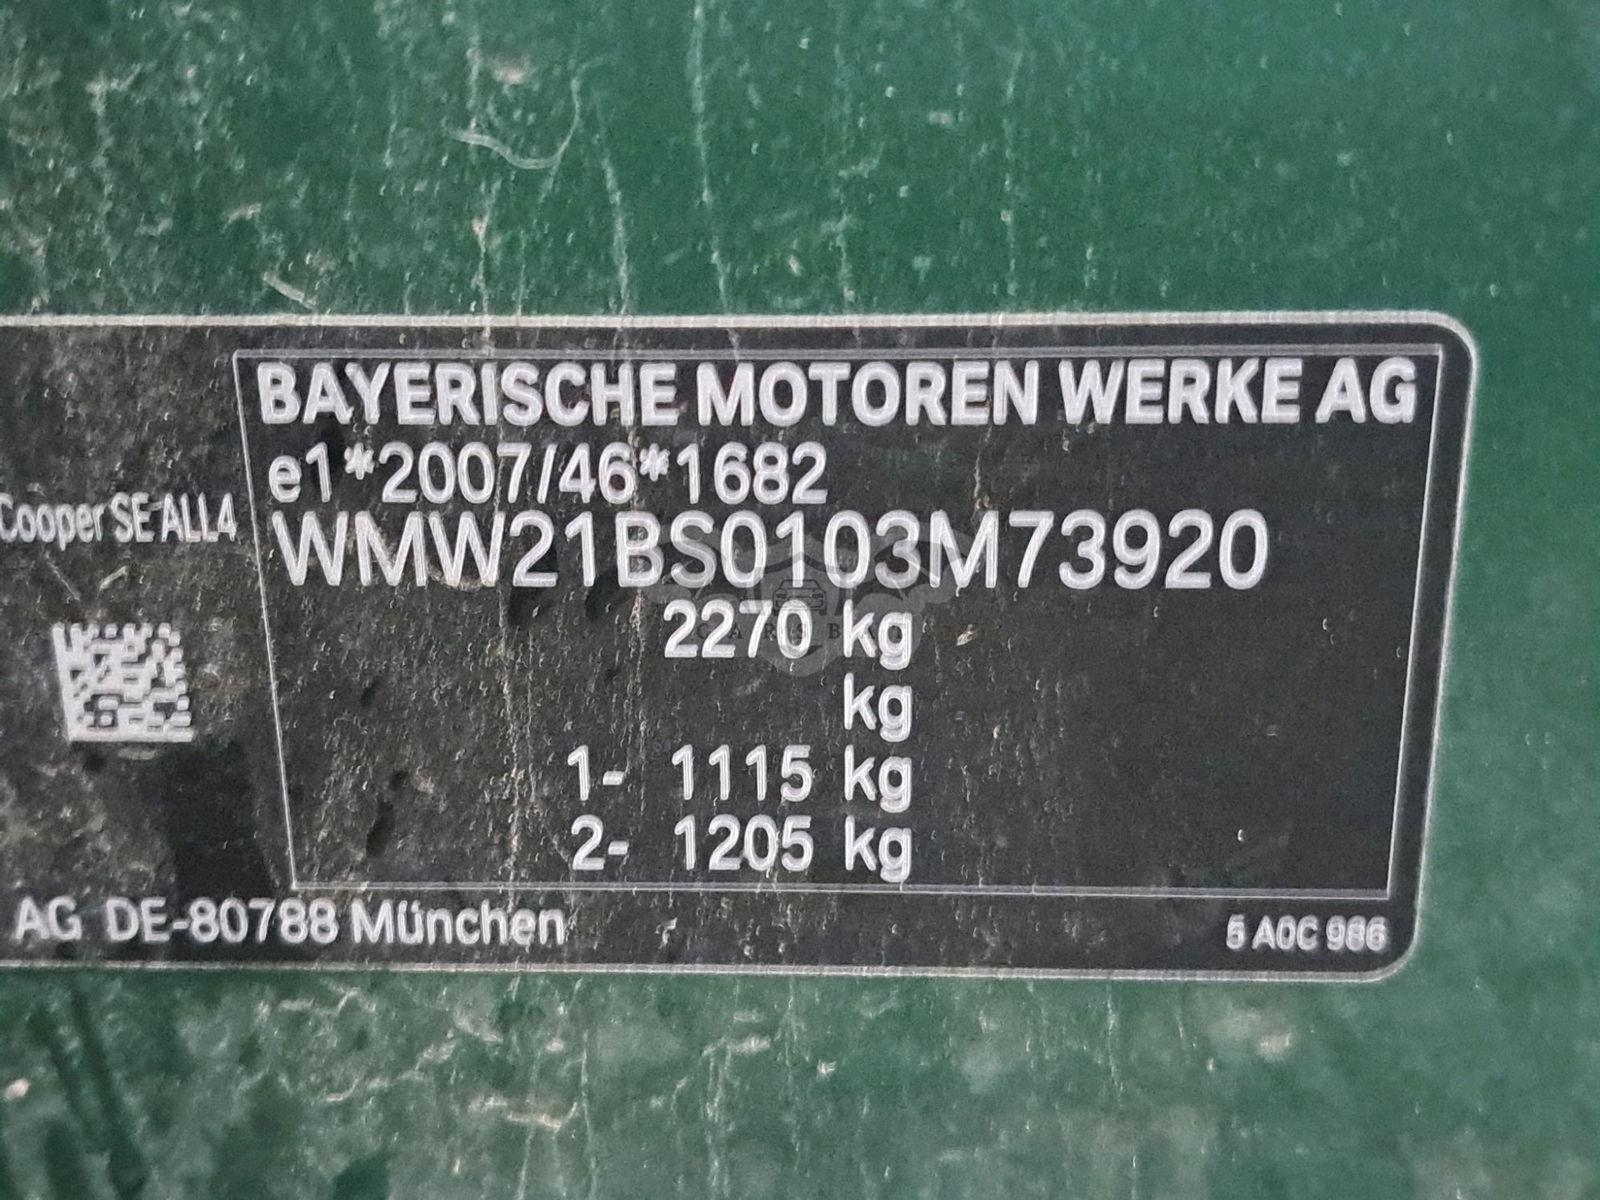 BAYERISCHE MOTOREN WERKE AG
e1*2007/46*1682
Cooper SE ALL4
WMW21BS0103M73920
2270 kg
kg
1- 1115 kg
2- 1205 kg
AG DE-80788 München
5 A0C 986